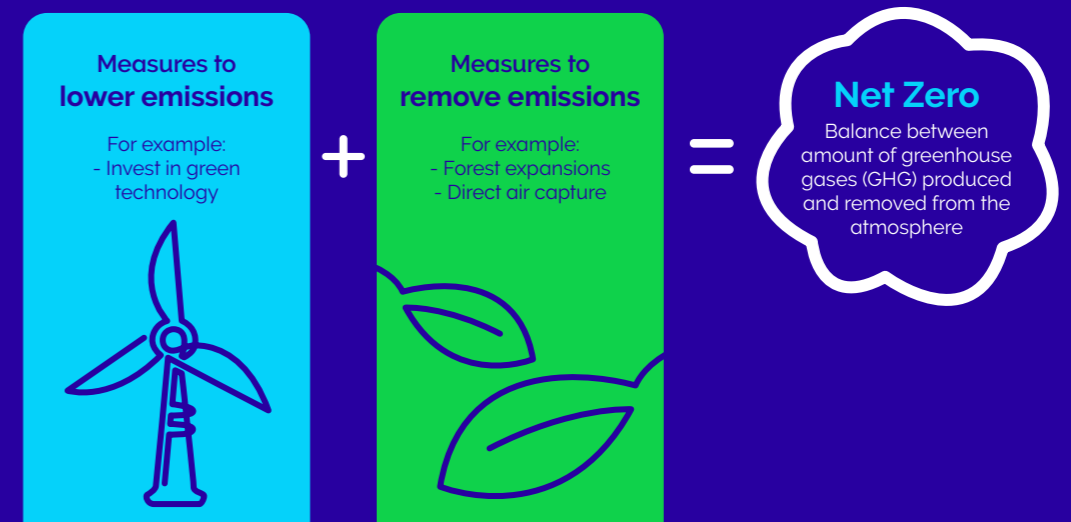 Measures to
lower emissions
For example:
- Invest in green
technology
+
Measures to
remove emissions
For example:
- Forest expansions
- Direct air capture
=
Net Zero
Balance between
amount of greenhouse
gases (GHG) produced
and removed from the
atmosphere